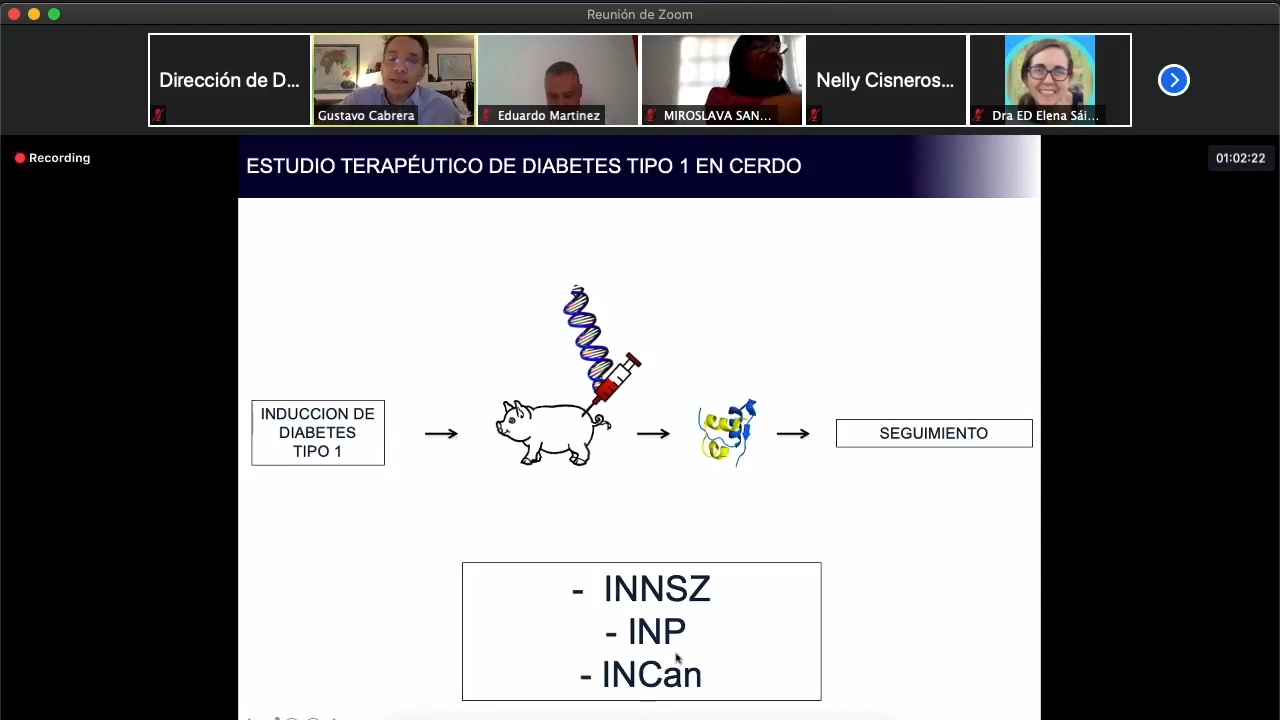 Reunión de Zoom
Dirección de D...
Gustavo Cabrera
Eduardo Martinez
MIROSLAVA SAN...
Nelly Cisneros...
Dra ED Elena Sái...
Recording
01:02:22
ESTUDIO TERAPÉUTICO DE DIABETES TIPO 1 EN CERDO
INDUCCION DE
DIABETES
TIPO 1
SEGUIMIENTO
- INNSZ
- INP
- INCan